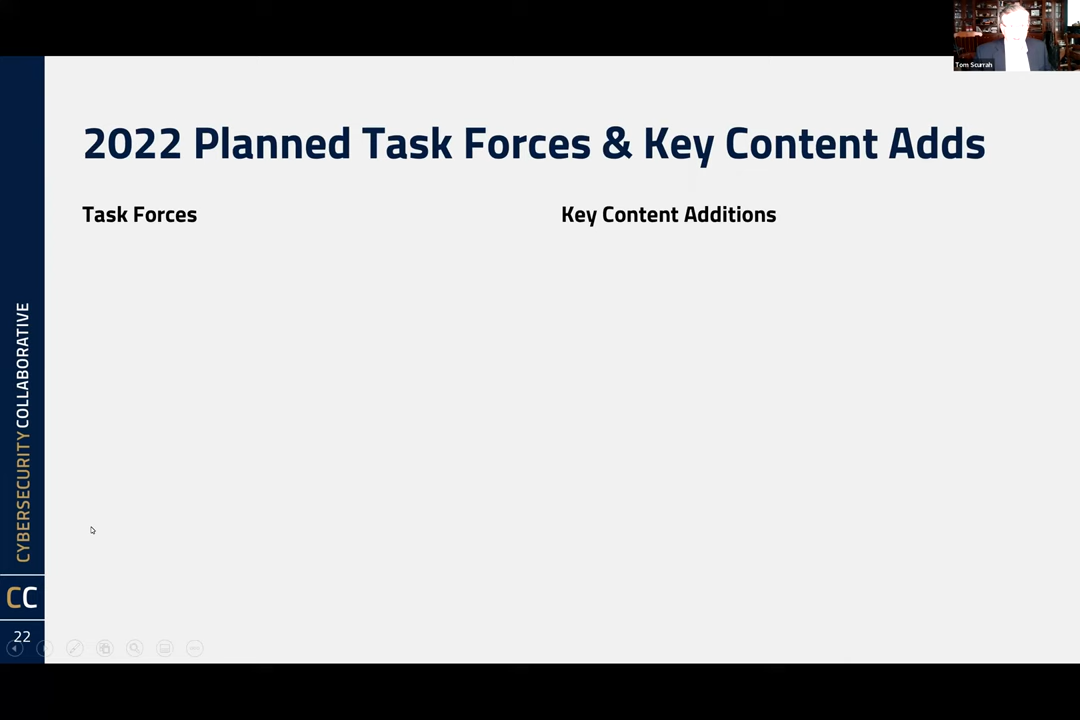 Tom Scurrah
2022 Planned Task Forces & Key Content Adds
Task Forces
Key Content Additions
CYBERSECURITY COLLABORATIVE
CC
22